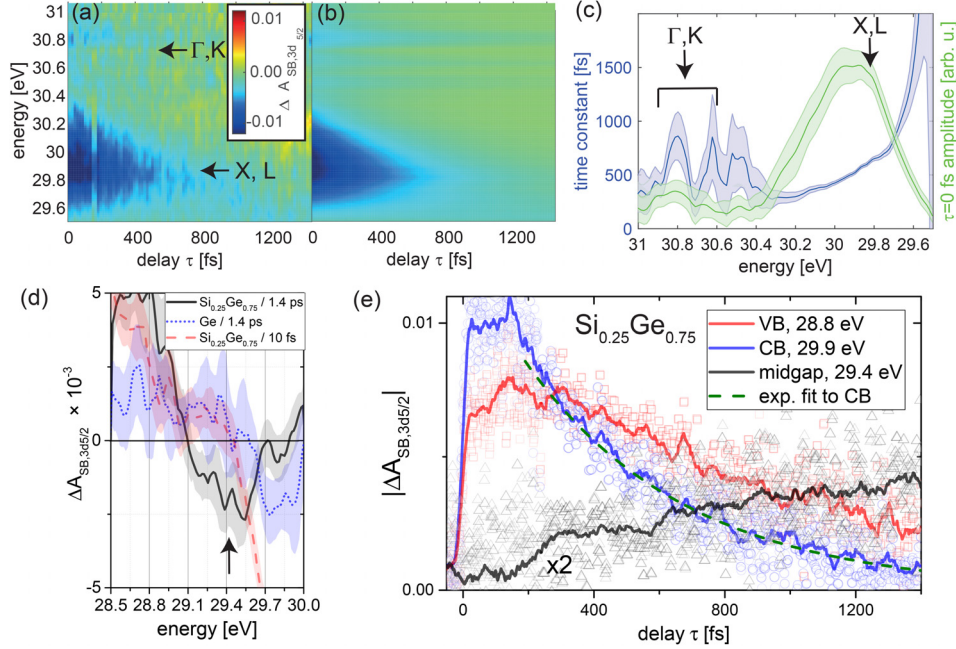 (a)
(b)
(c)
(d)
(e)
31
30.8
30.6
30.4
30.2
30
29.8
29.6
energy [eV]
Γ,K
X, L
0.01
0.00
-0.01
Δ A SB,3d 5/2
0
400
800
1200
delay τ [fs]
0
400
800
1200
delay τ [fs]
Γ,K
X,L
1500
1000
500
0
time constant [fs]
τ=0 fs amplitude [arb. u.]
31
30.8
30.6
30.4
30.2
30
29.8
29.6
energy [eV]
Si0.25Ge0.75 / 1.4 ps
Ge / 1.4 ps
Si0.25Ge0.75 / 10 fs
5
0
-5
ΔASB,3d5/2 × 10-3
28.5
28.8
29.1
29.4
29.7
30.0
energy [eV]
Si0.25Ge0.75
VB, 28.8 eV
CB, 29.9 eV
midgap, 29.4 eV
exp. fit to CB
x2
0.01
0.00
|ΔASB,3d5/2|
0
400
800
1200
delay τ [fs]